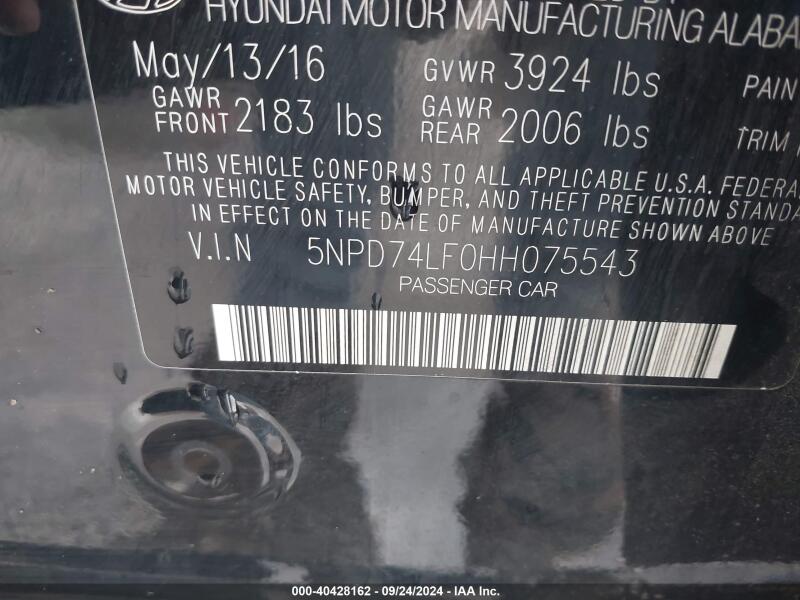 HYUNDAI MOTOR MANUFACTURING ALABA
May/13/16 GVWR 3924 lbs PAIN
GAWR FRONT 2183 lbs GAWR REAR 2006 lbs TRIM
THIS VEHICLE CONFORMS TO ALL APPLICABLE U.S.A. FEDERA
MOTOR VEHICLE SAFETY, BUMPER, AND THEFT PREVENTION STANDA
IN EFFECT ON THE DATE OF MANUFACTURE SHOWN ABOVE.
V.I.N 5NPD74LF0HH075543
PASSENGER CAR
000-40428162 - 09/24/2024 - IAA Inc.